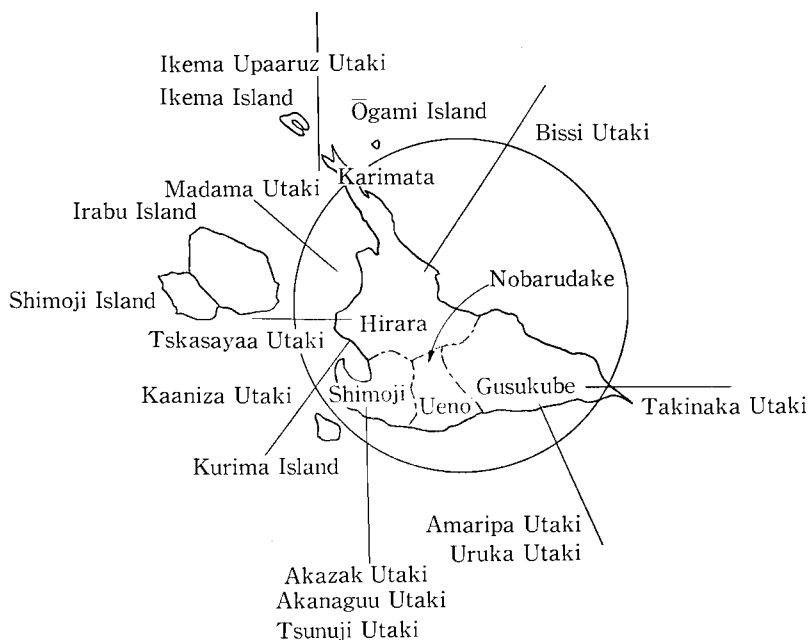 Ikema Upaaruz Utaki
Ikema Island
Ōgami Island
Bissi Utaki
Karimata
Madama Utaki
Irabu Island
Nobarudake
Shimoji Island
Hirara
Tskasayaa Utaki
Kaaniza Utaki
Shimoji
Ueno
Gusukube
Takinaka Utaki
Kurima Island
Amaripa Utaki
Uruka Utaki
Akazak Utaki
Akanaguu Utaki
Tsunuji Utaki